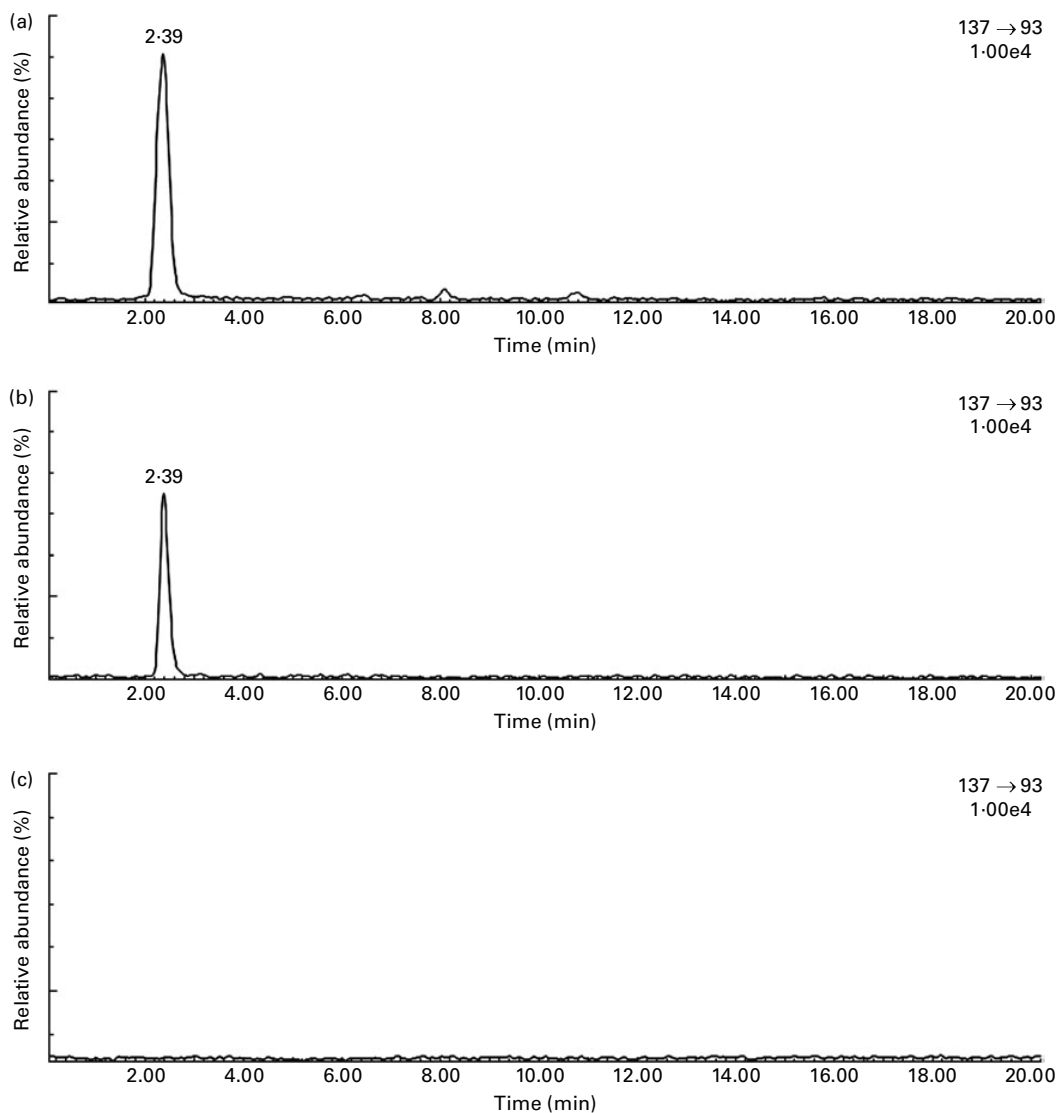 (a)
2·39
137 → 93
1·00e4
Relative abundance (%)
2.00 4.00 6.00 8.00 10.00 12.00 14.00 16.00 18.00 20.00
Time (min)
(b)
137 → 93
1·00e4
2·39
Relative abundance (%)
2.00 4.00 6.00 8.00 10.00 12.00 14.00 16.00 18.00 20.00
Time (min)
(c)
137 → 93
1·00e4
Relative abundance (%)
2.00 4.00 6.00 8.00 10.00 12.00 14.00 16.00 18.00 20.00
Time (min)